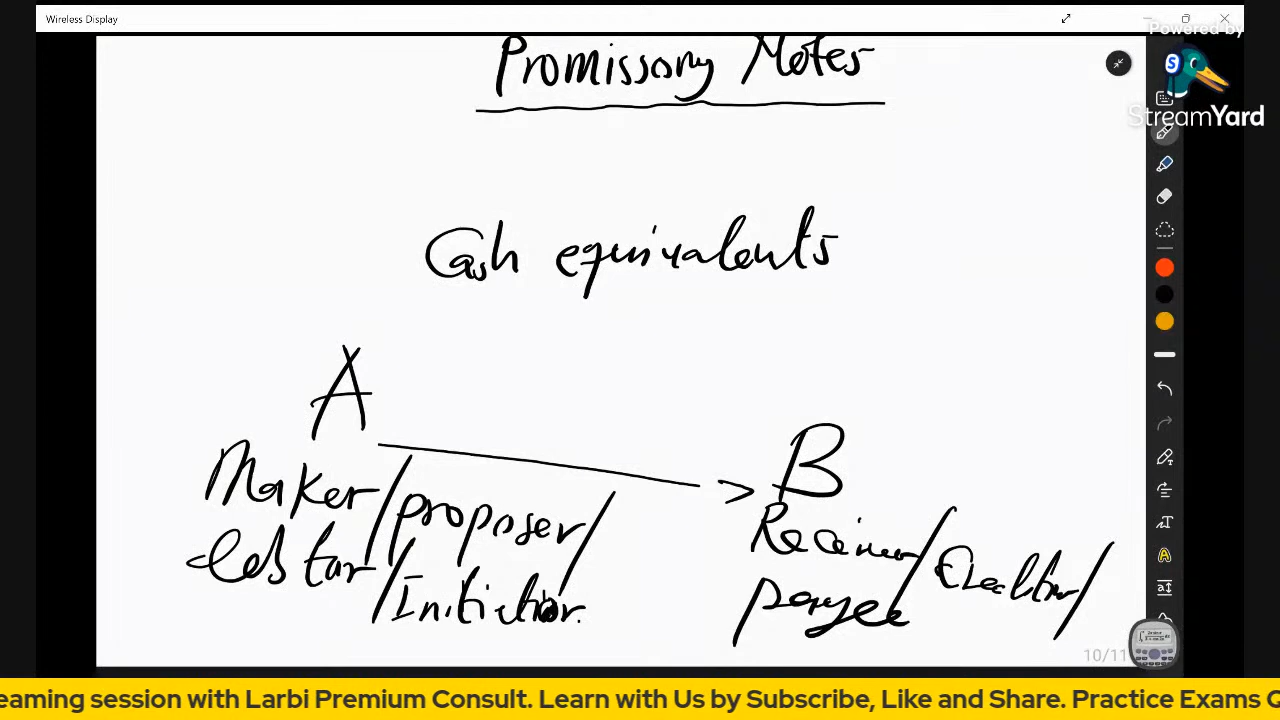 Wireless Display
Powered by
StreamYard
Promissory Notes
Cash equivalents
A
B
Maker / proposer /
debtor / Initiator.
Receiver / Creditor /
payee
10/11
eaming session with Larbi Premium Consult. Learn with Us by Subscribe, Like and Share. Practice Exams